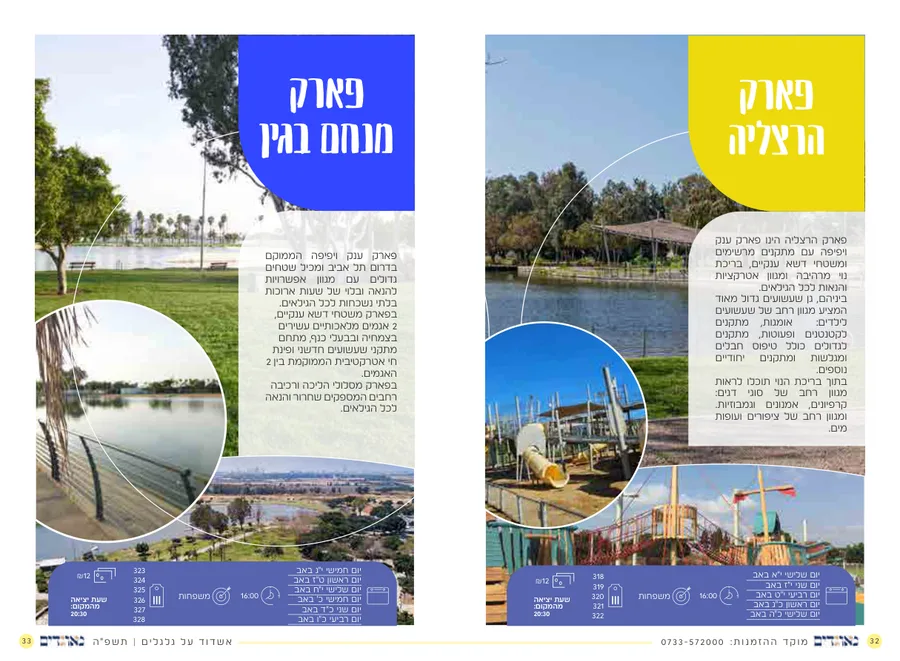 פארק
הרצליה
פארק הרצליה הינו פארק ענק
ויפיפה עם מתקנים מרשימים
ומשטחי דשא ענקיים, בריכת
נוי מרהיבה ומגוון אטרקציות
והנאות לכל הגילאים.
ביניהם, גן שעשועים גדול מאוד
המציע מגוון רחב של שעשועים
לילדים: אומגות, מתקנים
לקטנטנים ופעוטות, מתקנים
לגדולים כולל טיפוס חבלים
ומגלשות ומתקנים יחודיים
נוספים.
בתוך בריכת הנוי תוכלו לראות
מגוון רחב של סוגי דגים:
קרפיונים, אמנונים וגמבוזיות.
ומגוון רחב של ציפורים ועופות
מים.
יום שלישי י"א באב
יום שני י"ז באב
יום רביעי י"ט באב
יום ראשון כ"ג באב
יום שלישי כ"ה באב
16:00
משפחות
318
319
320
321
322
₪12
שעת יציאה
מהמקום:
20:30
32
גאולדים
מוקד ההזמנות: 0733-572000
פארק
מנחם בגין
פארק ענק ויפיפה הממוקם
בדרום תל אביב ומכיל שטחים
גדולים עם מגוון אפשרויות
להנאה ובלוי של שעות ארוכות
בלתי נשכחות לכל הגילאים.
בפארק משטחי דשא ענקיים,
2 אגמים מלאכותיים עשירים
בצמחיה ובבעלי כנף, מתחם
מתקני שעשועים חדשני ופינת
חי אטרקטיבית הממוקמת בין 2
האגמים.
בפארק מסלולי הליכה ורכיבה
רחבים המספקים שחרור והנאה
לכל הגילאים.
יום חמישי י"ג באב
יום ראשון ט"ז באב
יום שלישי י"ח באב
יום חמישי כ' באב
יום שני כ"ד באב
יום רביעי כ"ו באב
16:00
משפחות
323
324
325
326
327
328
₪12
שעת יציאה
מהמקום:
20:30
אשדוד על גלגלים | תשפ"ה
גאולדים
33